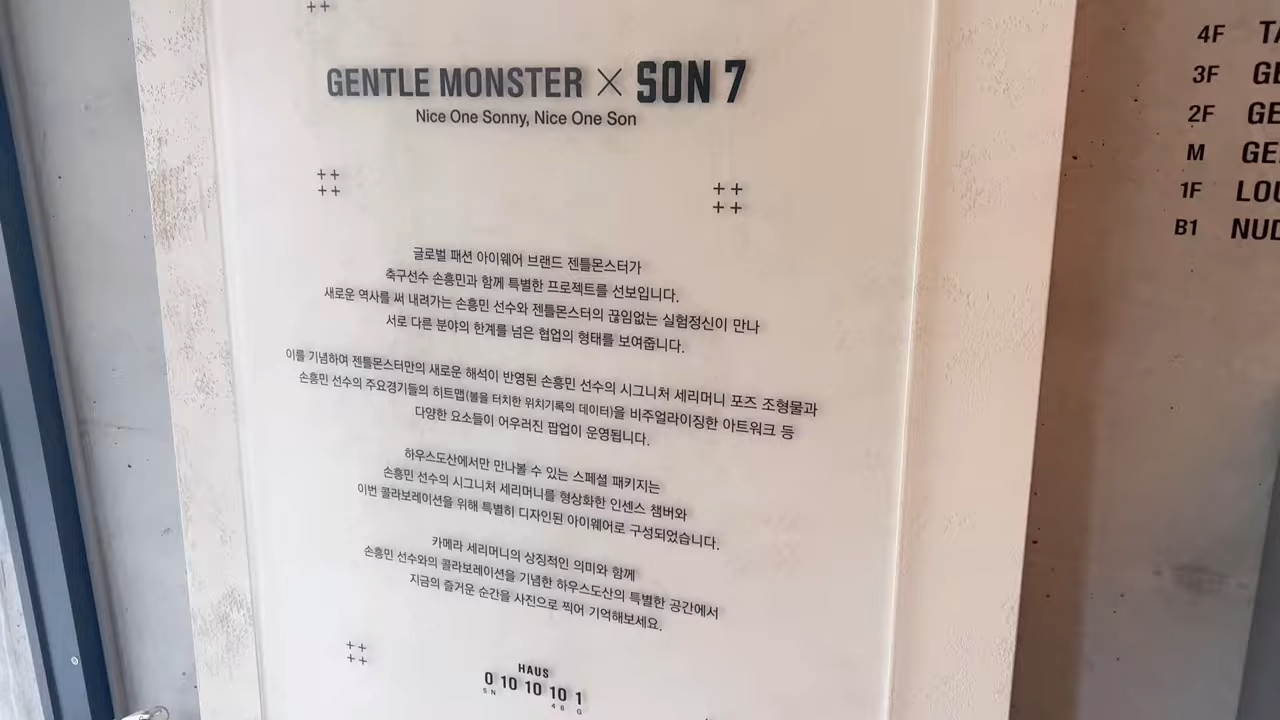 ++
GENTLE MONSTER × SON 7
Nice One Sonny, Nice One Son
++ ++
++ ++
글로벌 패션 아이웨어 브랜드 젠틀몬스터가
축구선수 손흥민과 함께 특별한 프로젝트를 선보입니다.
새로운 역사를 써 내려가는 손흥민 선수와 젠틀몬스터의 끊임없는 실험정신이 만나
서로 다른 분야의 한계를 넘은 협업의 형태를 보여줍니다.
이를 기념하여 젠틀몬스터만의 새로운 해석이 반영된 손흥민 선수의 시그니처 세리머니 포즈 조형물과
손흥민 선수의 주요경기들의 히트맵(볼을 터치한 위치기록의 데이터)을 비주얼라이징한 아트워크 등
다양한 요소들이 어우러진 팝업이 운영됩니다.
하우스도산에서만 만나볼 수 있는 스페셜 패키지는
손흥민 선수의 시그니처 세리머니를 형상화한 인센스 챔버와
이번 콜라보레이션을 위해 특별히 디자인된 아이웨어로 구성되었습니다.
카메라 세리머니의 상징적인 의미와 함께
손흥민 선수와의 콜라보레이션을 기념한 하우스도산의 특별한 공간에서
지금의 즐거운 순간을 사진으로 찍어 기억해보세요.
++
++
HAUS
0 10 10 10 1
5 N 4 6 G
4F TA
3F GE
2F GE
M GE
1F LOU
B1 NUD